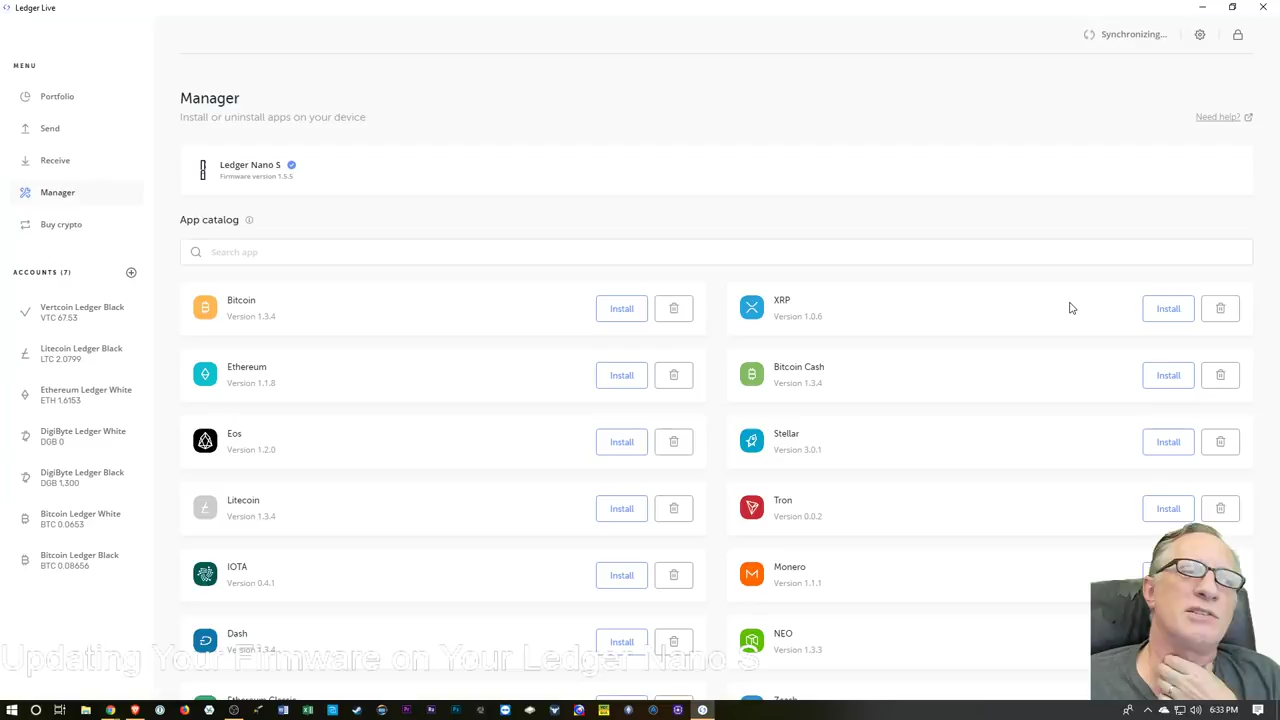 Ledger Live
Synchronizing...
MENU
Portfolio
Send
Receive
Manager
Buy crypto
ACCOUNTS (7)
Vertcoin Ledger Black
VTC 67.53
Litecoin Ledger Black
LTC 2.0799
Ethereum Ledger White
ETH 1.6153
DigiByte Ledger White
DGB 0
DigiByte Ledger Black
DGB 1,300
Bitcoin Ledger White
BTC 0.0653
Bitcoin Ledger Black
BTC 0.08656
Manager
Install or uninstall apps on your device
Need help?
Ledger Nano S
Firmware version 1.5.5
App catalog
Search app
Bitcoin
Version 1.3.4
Install
XRP
Version 1.0.6
Install
Ethereum
Version 1.1.8
Install
Bitcoin Cash
Version 1.3.4
Install
Eos
Version 1.2.0
Install
Stellar
Version 3.0.1
Install
Litecoin
Version 1.3.4
Install
Tron
Version 0.0.2
Install
IOTA
Version 0.4.1
Install
Monero
Version 1.1.1
Dash
Version 1.3.4
Install
NEO
Version 1.3.3
Updating Your Firmware on Your Ledger Nano S
Ethereum Classic
Zcash
6:33 PM